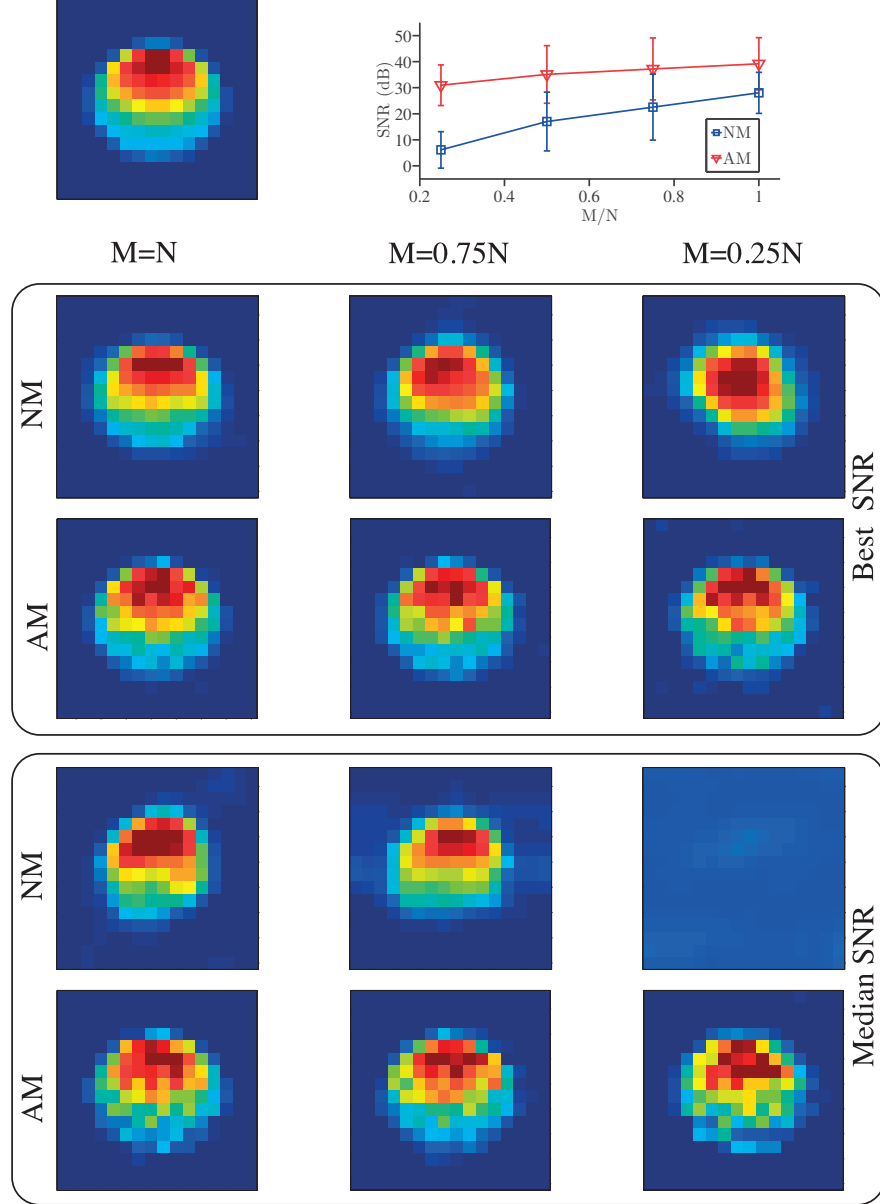 50
40
30
20
10
0
SNR (dB)
0.2 0.4 0.6 0.8 1
M/N
NM
AM
M=N M=0.75N M=0.25N
NM
AM
Best SNR
NM
AM
Median SNR